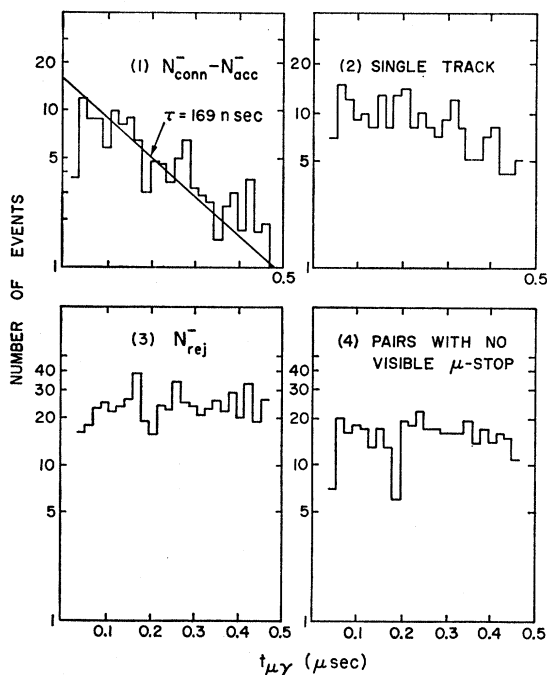 (1) N⁻conn–N⁻acc
(2) SINGLE TRACK
τ = 169 n sec
20
10
5
1
0.5
20
10
5
1
0.5
NUMBER OF EVENTS
(3) N⁻rej
(4) PAIRS WITH NO
VISIBLE μ-STOP
40
30
20
10
5
1
40
30
20
10
5
1
0.1 0.2 0.3 0.4 0.5
0.1 0.2 0.3 0.4 0.5
tμγ (μsec)